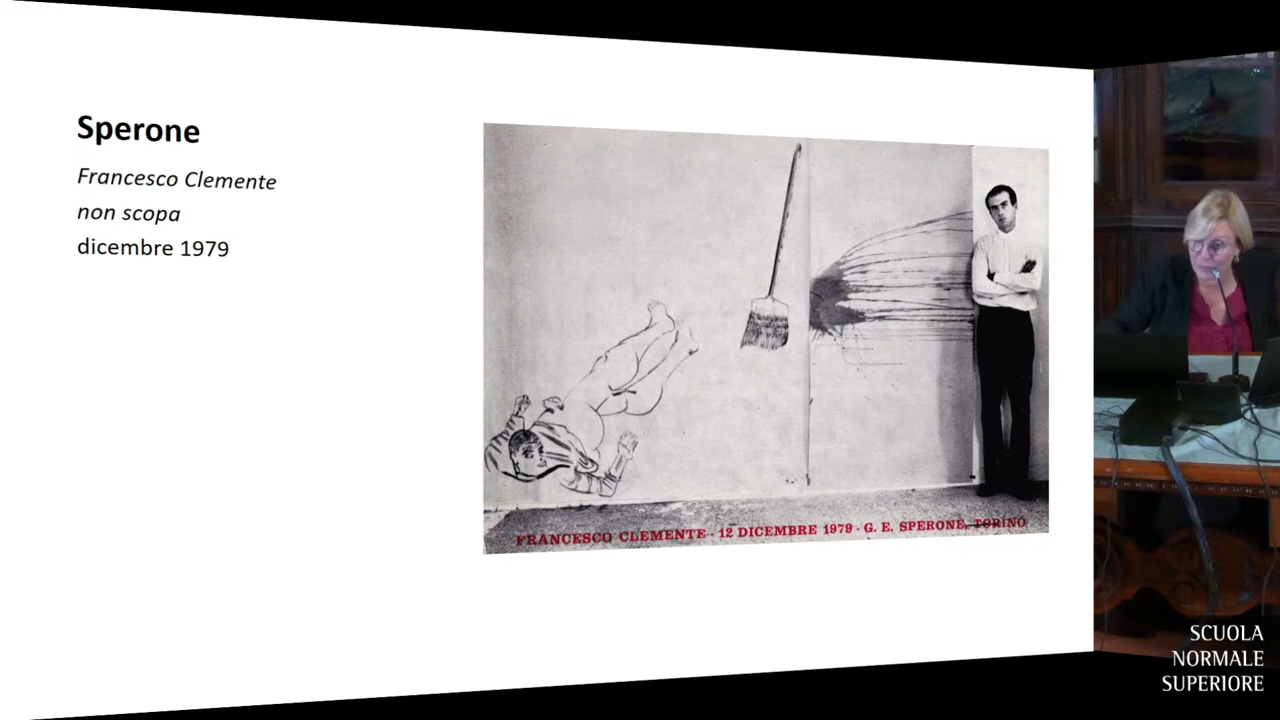 Sperone
Francesco Clemente
non scopa
dicembre 1979
FRANCESCO CLEMENTE - 12 DICEMBRE 1979 - G. E. SPERONE, TORINO
SCUOLA
NORMALE
SUPERIORE